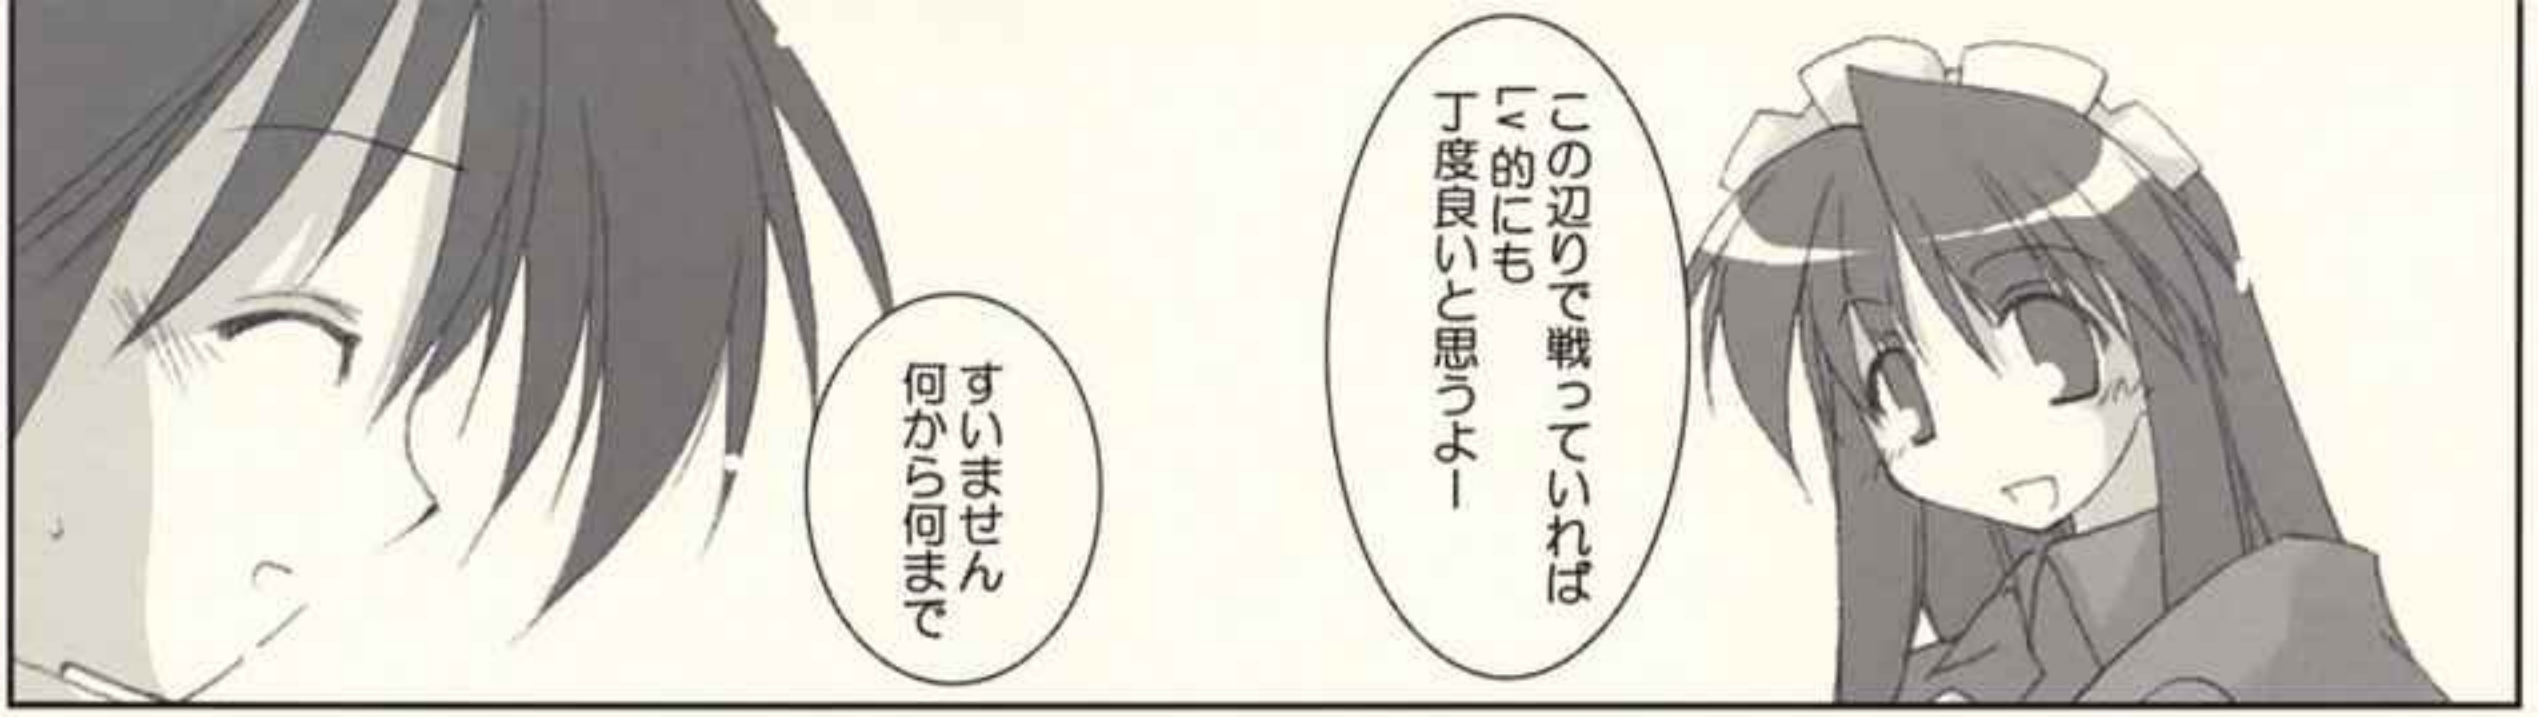 この辺りで戦っていれば
Lv的にも
丁度良いと思うよー
すいません
何から何まで